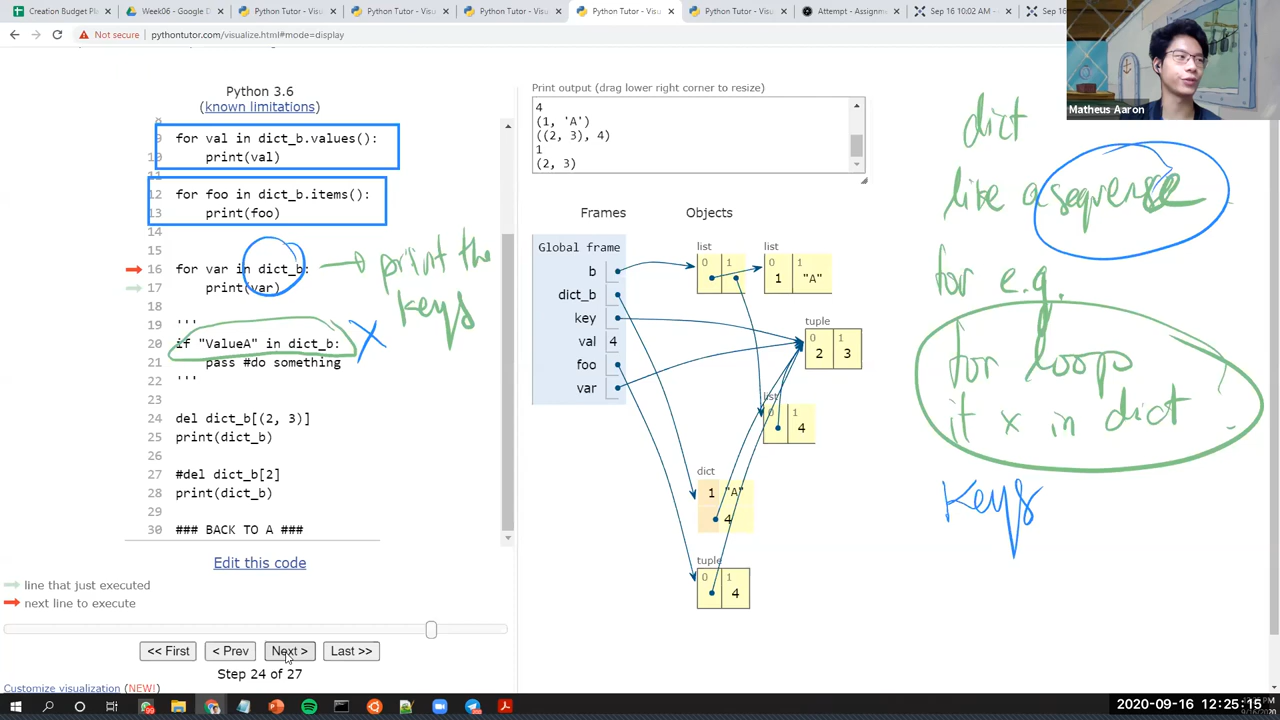 Creation Budget Pl
Week06 - Google D
Python Tutor - Visu
Python Tutor - Visu
Python Tutor - Visu
Python Tutor - Visu
Python Tutor - Visu
Attempt - Assignme
Sep 16 10:02 AM -
Sep 16
Not secure
pythontutor.com/visualize.html#mode=display
Matheus Aaron
Python 3.6
(known limitations)
8
9 for val in dict_b.values():
10 print(val)
11
12 for foo in dict_b.items():
13 print(foo)
14
15
16 for var in dict_b:
17 print(var)
18
19 '''
20 if "ValueA" in dict_b:
21 pass #do something
22 '''
23
24 del dict_b[(2, 3)]
25 print(dict_b)
26
27 #del dict_b[2]
28 print(dict_b)
29
30 ### BACK TO A ###
print the
keys
Edit this code
line that just executed
next line to execute
<< First
< Prev
Next >
Last >>
Step 24 of 27
Customize visualization (NEW!)
Print output (drag lower right corner to resize)
4
(1, 'A')
((2, 3), 4)
1
(2, 3)
Frames
Objects
Global frame
b
dict_b
key
val 4
foo
var
list
0 1
list
0 1
1 "A"
tuple
0 1
2 3
list
0 1
4
dict
1 "A"
4
tuple
0 1
4
dict
like a sequence
for e.g.
for loops
if x in dict
keys
2020-09-16 12:25:15